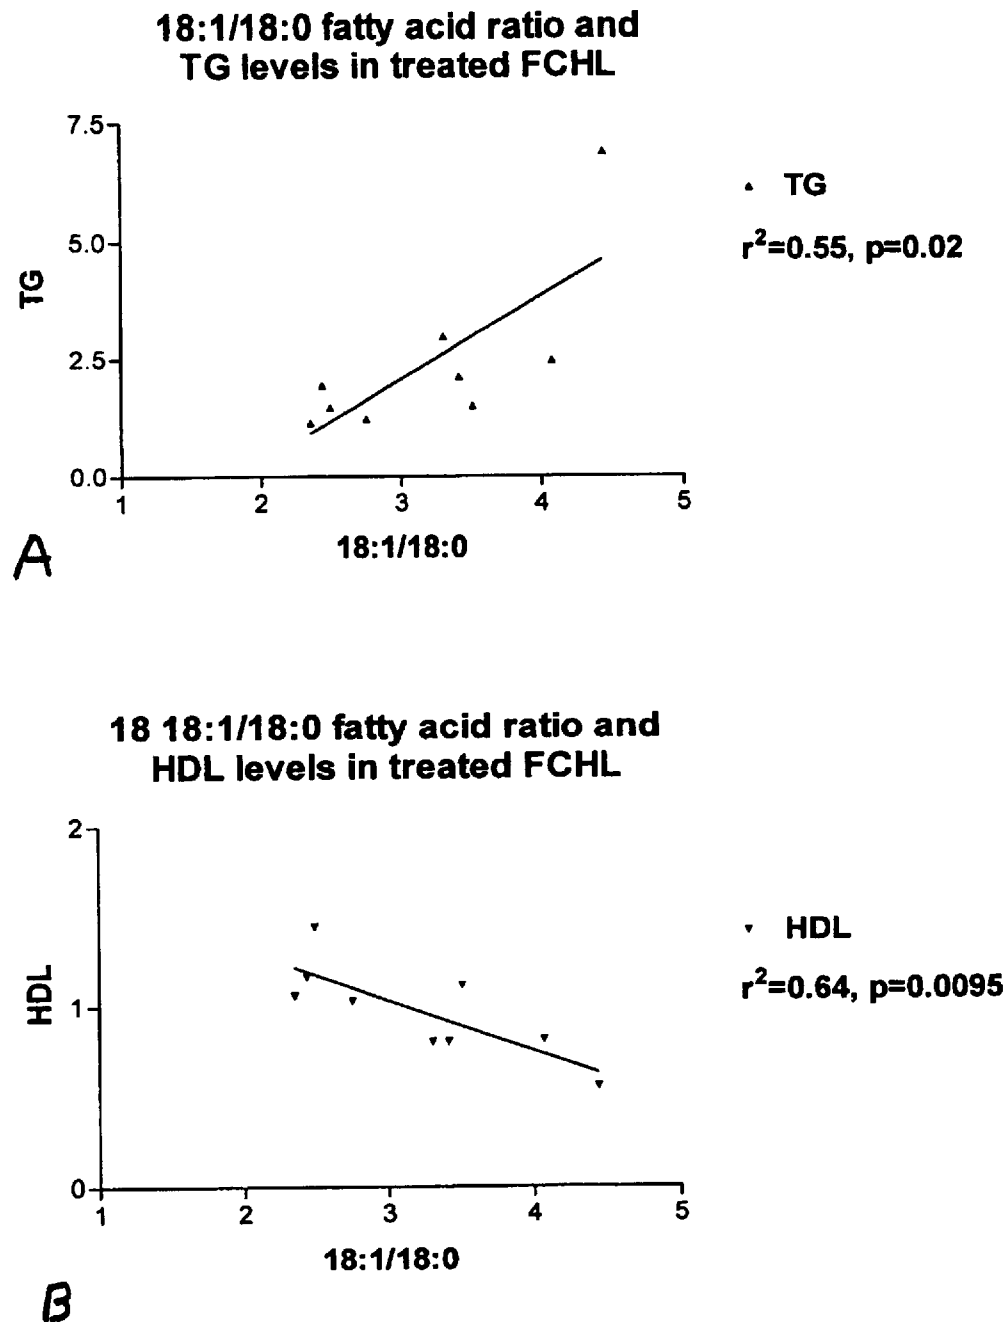 18:1/18:0 fatty acid ratio and
TG levels in treated FCHL
7.5
5.0
2.5
0.0
TG
1 2 3 4 5
18:1/18:0
TG
r²=0.55, p=0.02
A
18 18:1/18:0 fatty acid ratio and
HDL levels in treated FCHL
2
1
0
HDL
1 2 3 4 5
18:1/18:0
HDL
r²=0.64, p=0.0095
B